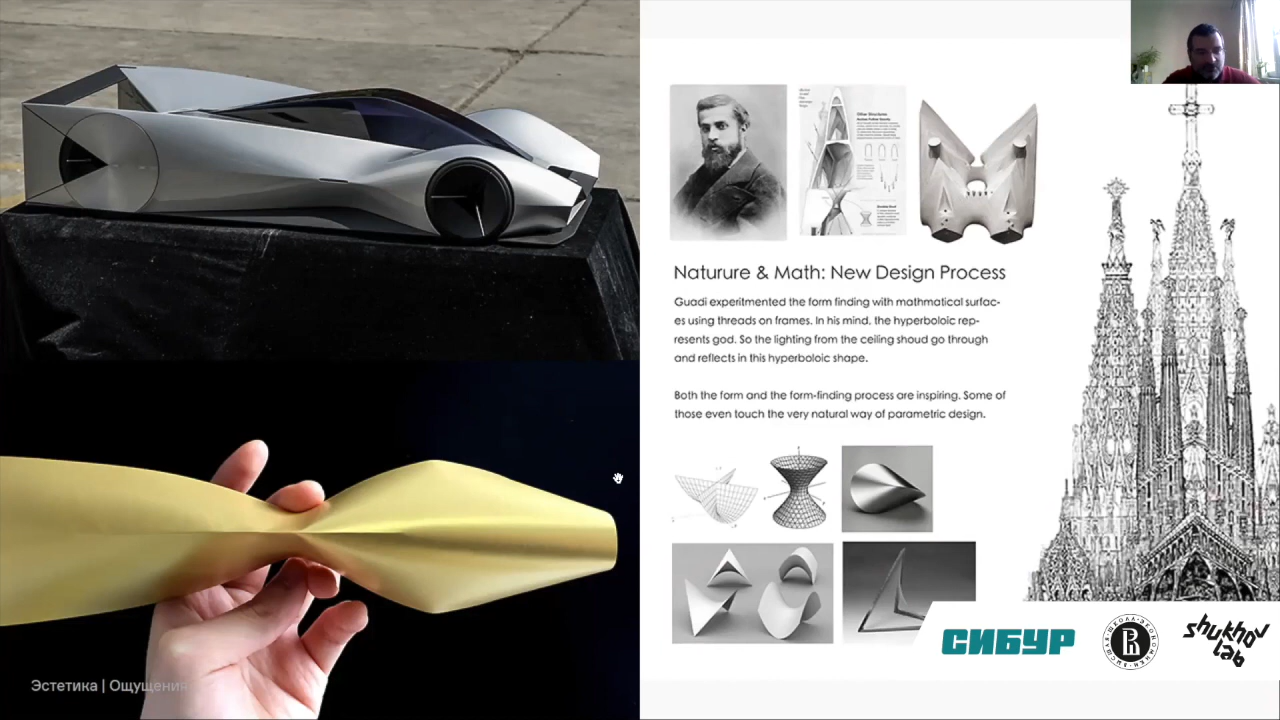 Other Structures
Naturure & Math: New Design Process
Guadi experitmented the form finding with mathmatical surfac-
es using threads on frames. In his mind, the hyperboloic rep-
resents god. So the lighting from the ceiling shoud go through
and reflects in this hyperboloic shape.
Both the form and the form-finding process are inspiring. Some of
those even touch the very natural way of parametric design.
СИБУР
shukhov
lab
Эстетика | Ощущения